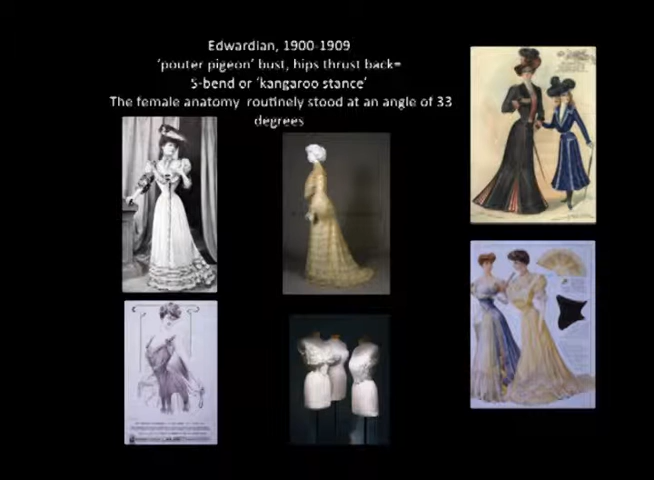 Edwardian, 1900-1909
‘pouter pigeon’ bust, hips thrust back=
S-bend or ‘kangaroo stance’
The female anatomy routinely stood at an angle of 33
degrees